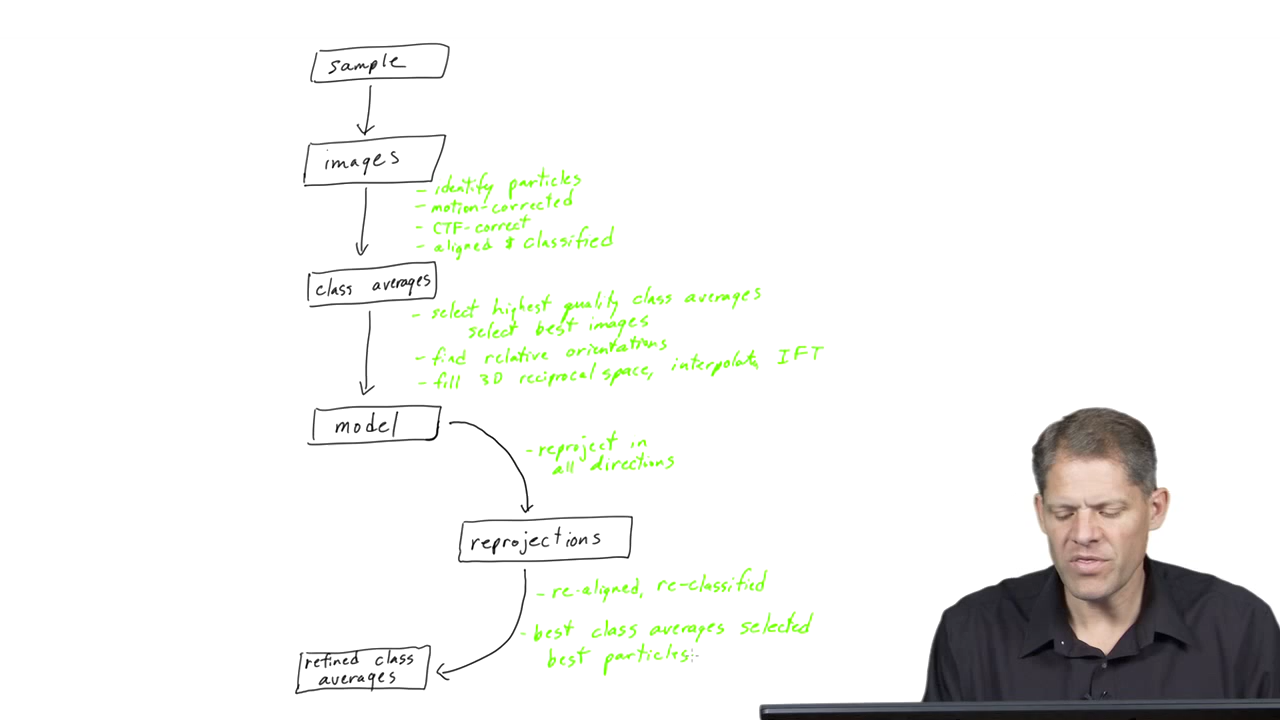 sample
images
- identify particles
- motion-corrected
- CTF-correct
- aligned & classified
class averages
- select highest quality class averages
select best images
- find relative orientations
- fill 3D reciprocal space, interpolate, IFT
model
- reproject in
all directions
reprojections
- re-aligned, re-classified
- best class averages selected
best particles
refined class
averages